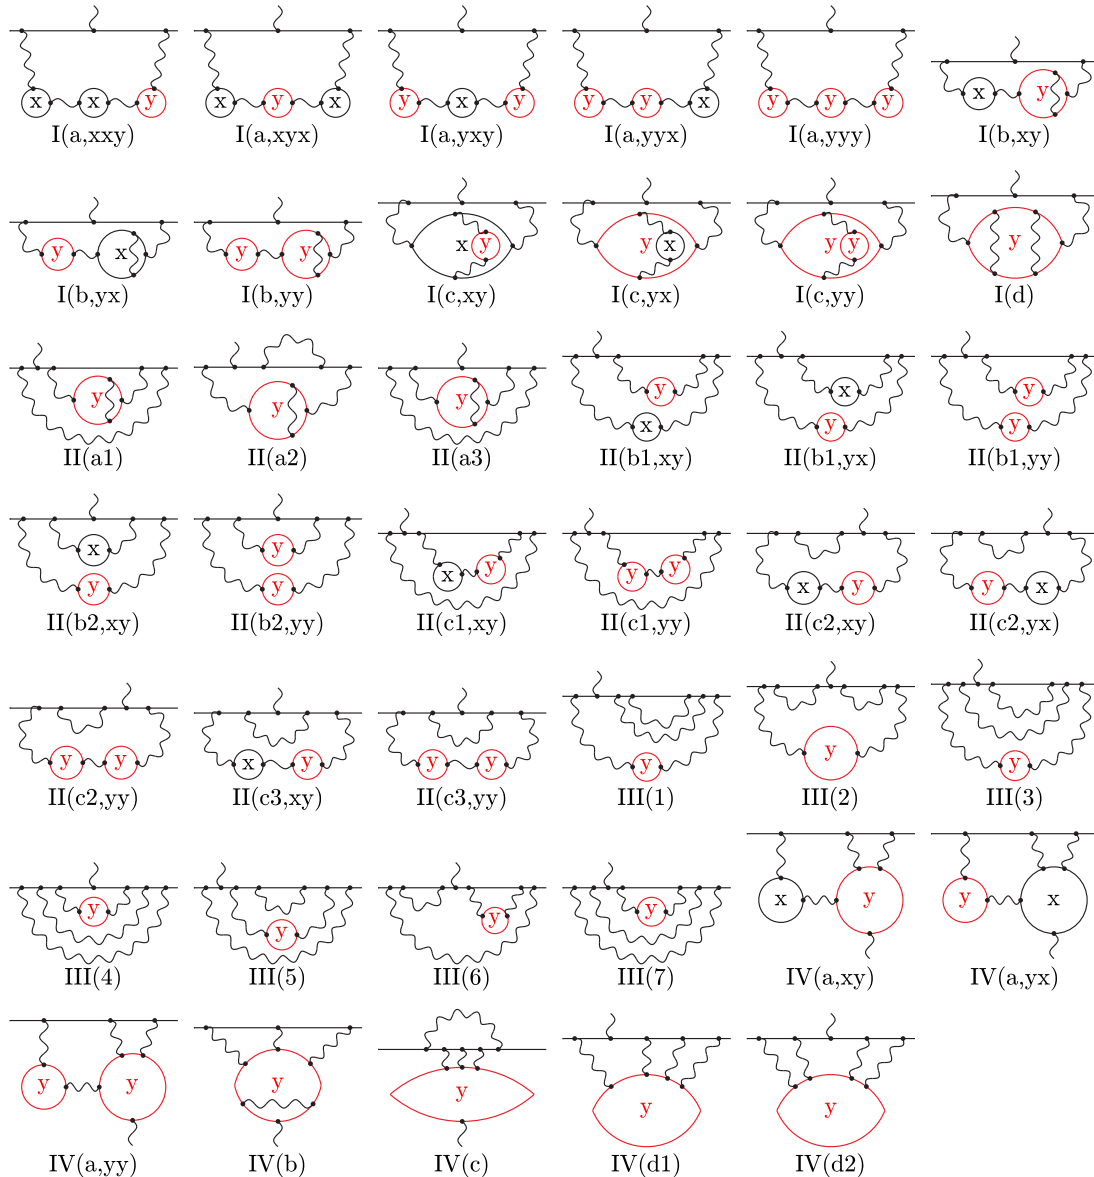 x x y x y x y x y y y x y y y
I(a,xxy) I(a,xyx) I(a,yxy) I(a,yyx) I(a,yyy)
x y
I(b,xy)
y x y y x y y x y y y
I(b,yx) I(b,yy) I(c,xy) I(c,yx) I(c,yy) I(d)
y y y y x x y y y
II(a1) II(a2) II(a3) II(b1,xy) II(b1,yx) II(b1,yy)
x y y y x y y y x y y x
II(b2,xy) II(b2,yy) II(c1,xy) II(c1,yy) II(c2,xy) II(c2,yx)
y y x y y y y y y
II(c2,yy) II(c3,xy) II(c3,yy) III(1) III(2) III(3)
y y y y x y y x
III(4) III(5) III(6) III(7) IV(a,xy) IV(a,yx)
y y y y y y
IV(a,yy) IV(b) IV(c) IV(d1) IV(d2)